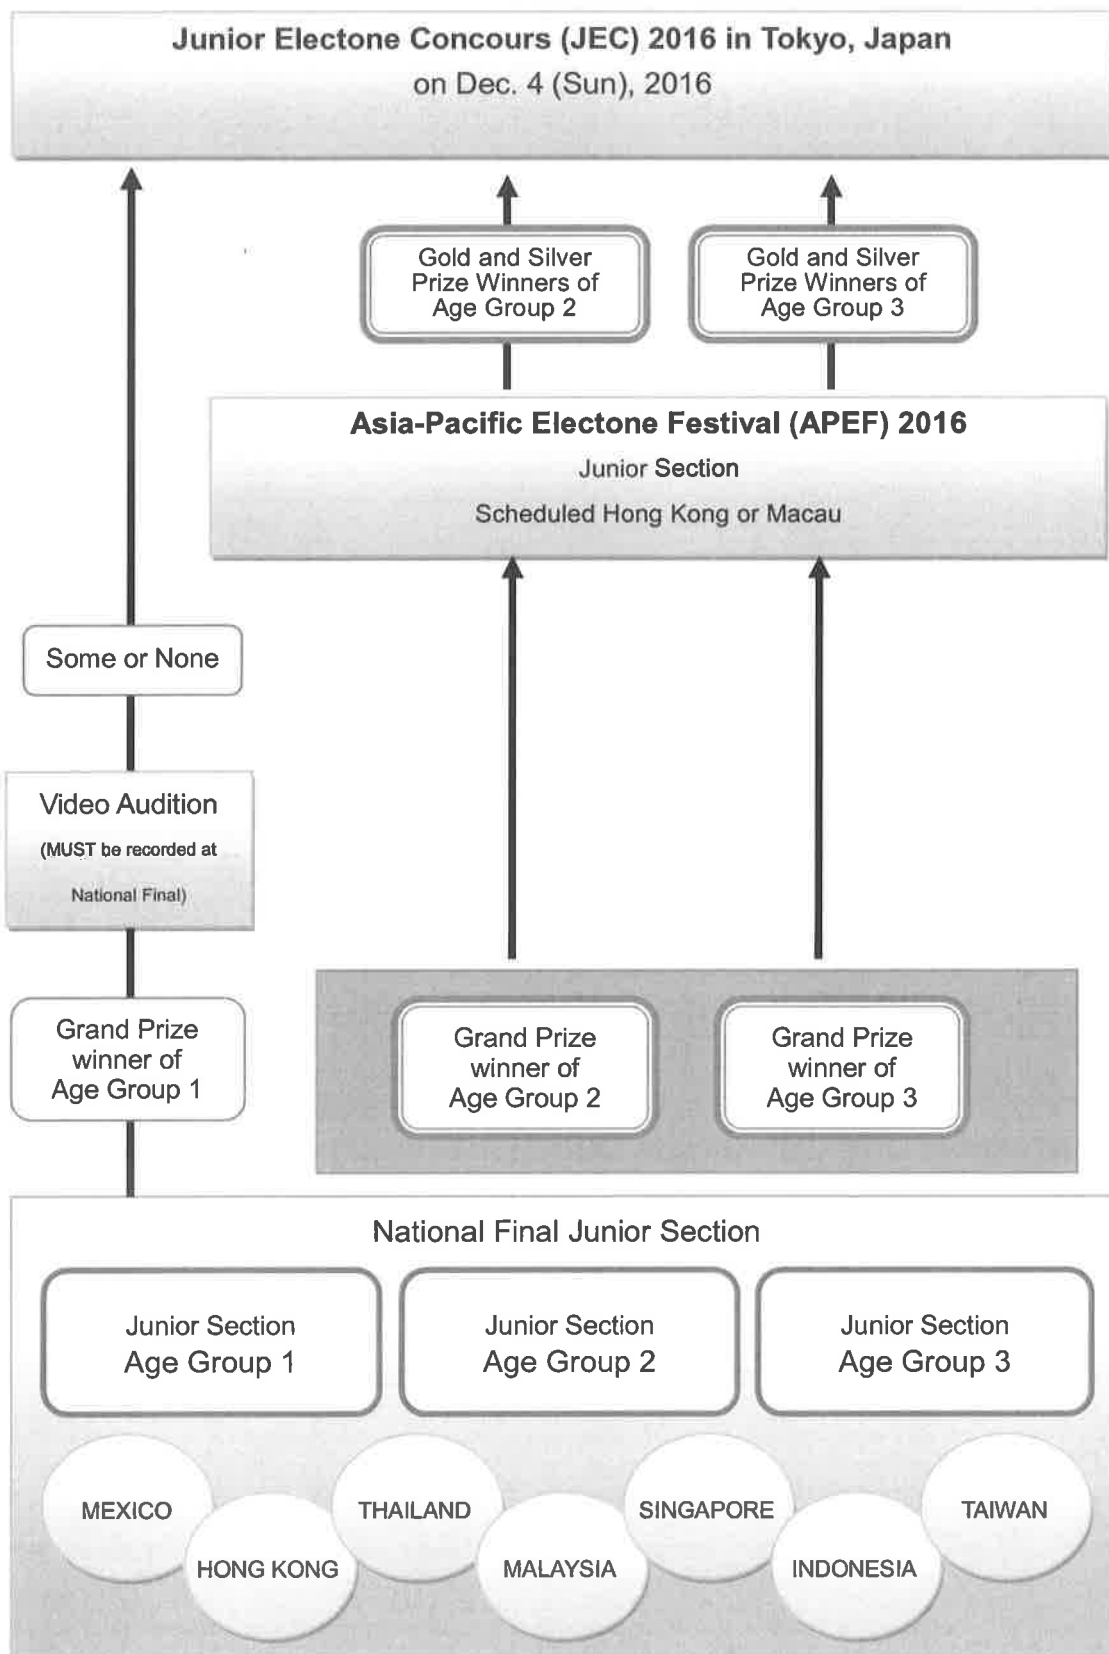 Junior Electone Concours (JEC) 2016 in Tokyo, Japan
on Dec. 4 (Sun), 2016
Gold and Silver
Prize Winners of
Age Group 2
Gold and Silver
Prize Winners of
Age Group 3
Asia-Pacific Electone Festival (APEF) 2016
Junior Section
Scheduled Hong Kong or Macau
Some or None
Video Audition
(MUST be recorded at
National Final)
Grand Prize
winner of
Age Group 1
Grand Prize
winner of
Age Group 2
Grand Prize
winner of
Age Group 3
National Final Junior Section
Junior Section
Age Group 1
Junior Section
Age Group 2
Junior Section
Age Group 3
MEXICO
HONG KONG
THAILAND
MALAYSIA
SINGAPORE
INDONESIA
TAIWAN